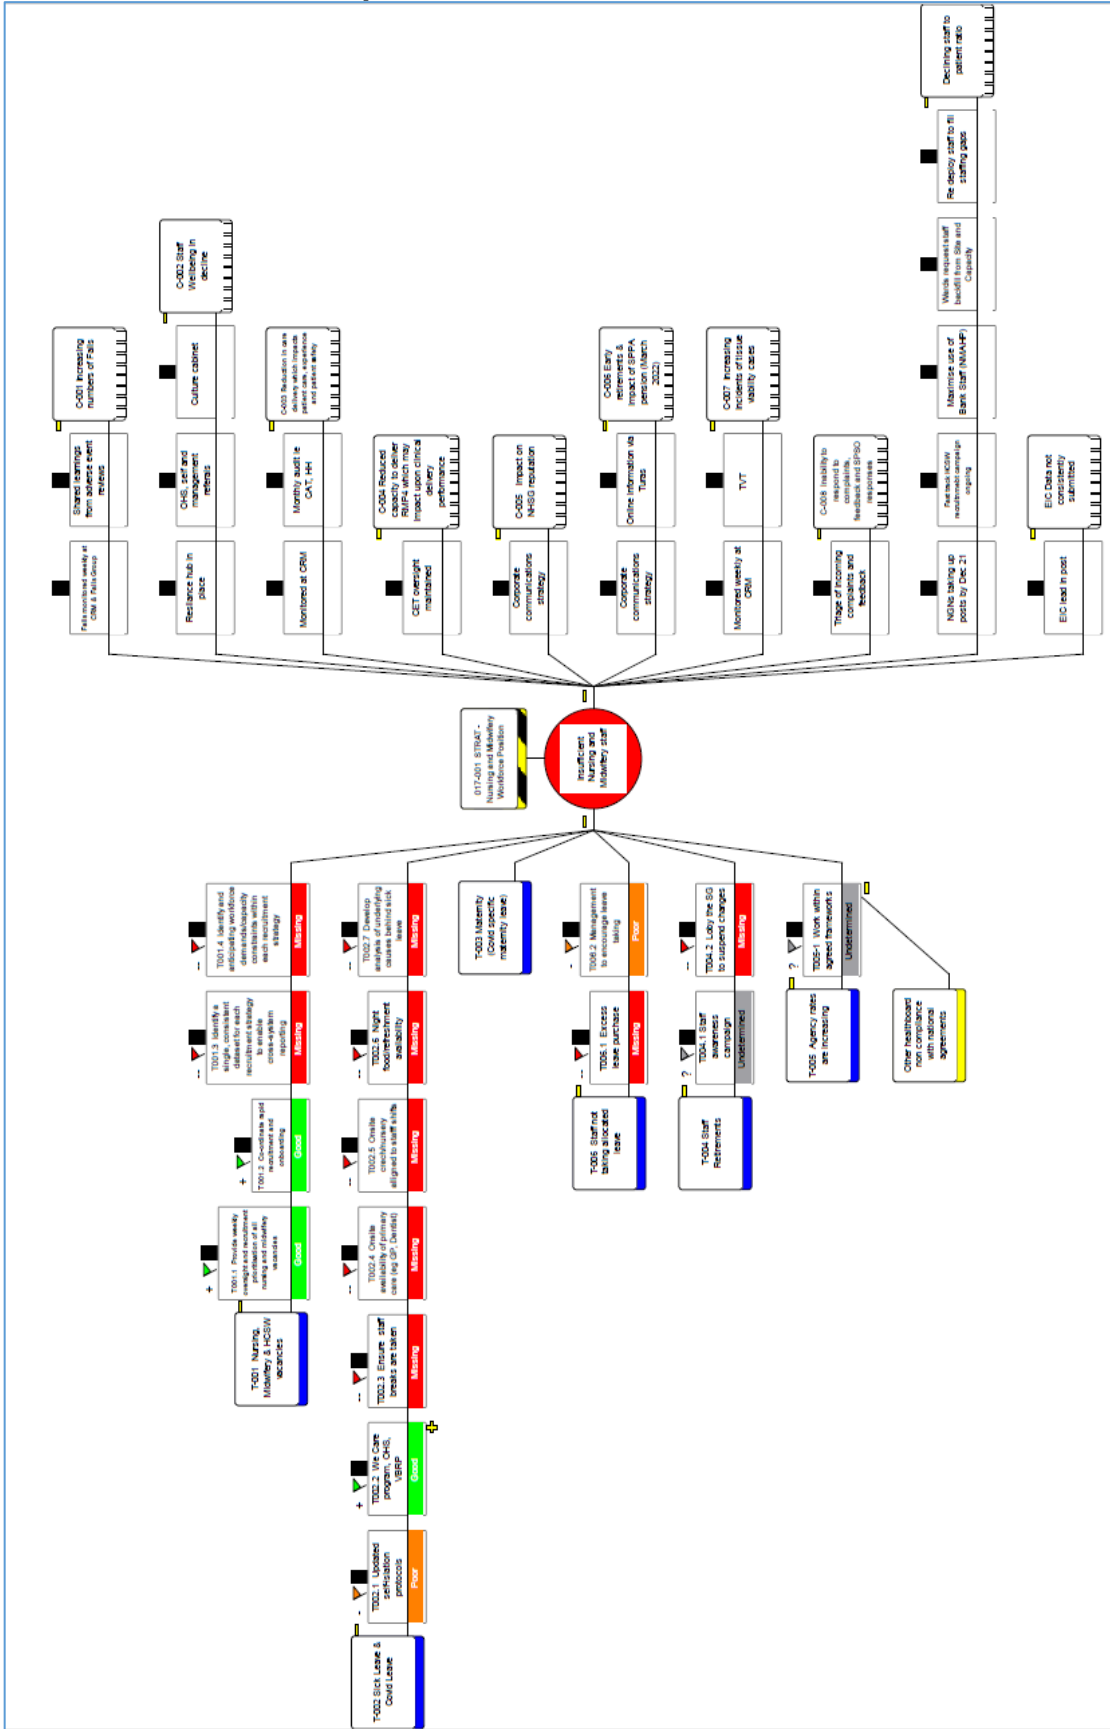 T-001 Nursing,
Midwifery & HCSW
vacancies
T001.1 Provide weekly
oversight and recruitment
prioritisation of all
nursing and midwifery
vacancies
Good
T001.2 Co-ordinate rapid
recruitment and
onboarding
Good
T001.3 Identify a
single, consistent
dataset for each
recruitment strategy
to enable
cross-system
reporting
Missing
T001.4 Identify and
anticipating workforce
demands/capacity
constraints within
each recruitment
strategy
Missing
T-002 Sick Leave &
Covid Leave
T002.1 Updated
protocols
Poor
T002.2 We Care
program, OHS,
VBRP
Good
T002.3 Ensure staff
breaks are taken
Missing
T002.4 Onsite
availability of primary
care (eg GP, Dentist)
Missing
T002.5 Onsite
crech/nursery
alligned to staff shifts
Missing
T002.6 Night
food/refreshment
availability
Missing
T002.7 Develop
analysis of underlying
causes behind sick
leave
Missing
T-003 Maternity
(Covid specific
maternity leave)
T-006 Staff not
taking allocated
leave
T006.1 Excess
leave purchase
Missing
T006.2 Management
to encourage leave
taking
Poor
T-004 Staff
Retirements
T004.1 Staff
awareness
campaign
Undetermined
T004.2 Lobby the SG
to suspend changes
Missing
T-005 Agency rates
are increasing
T005-1 Work within
agreed frameworks
Undetermined
Other healthboard
non compliance
with national
agreements
017-001 STRAT -
Nursing and Midwifery
Workforce Position
Insufficient
Nursing and
Midwifery staff
Falls monitored weekly at
CRM & Falls Group
Shared learnings
from adverse event
reviews
C-001 Increasing
numbers of Falls
Resliance hub in
place
OHS, self and
management
referrals
Culture cabinet
C-002 Staff
Wellbeing in
decline
Monitored at CRM
Monthly audit ie
CAT, HH
C-003 Reduction in care
delivery which impacts
patient care, experience
and patient safety
CET oversight
maintained
C-004 Reduced
capacity to deliver
RMP4 which may
impact upon clinical
delivery
performance
Corporate
communications
strategy
C-005 Impact on
NHSG reputation
Corporate
communications
strategy
Online information via
Turas
C-006 Early
retirements &
impact of SPPA
pension (March
2022)
Monitored weekly at
CRM
TVT
C-007 Increasing
incidents of tissue
viability cases
Triage of incoming
complaints and
feedback
C-008 Inability to
respond to
complaints,
feedback and SPSO
responses
NGNs taking up
posts by Dec 21
Fast track HCSW
recruitment campaign
ongoing
Maximise use of
Bank Staff (NMAHP)
Wards request staff
backfill from Site and
Capacity
Re deploy staff to fill
staffing gaps
Declining staff to
patient ratio
EIC lead in post
EIC Data not
consistently
submitted